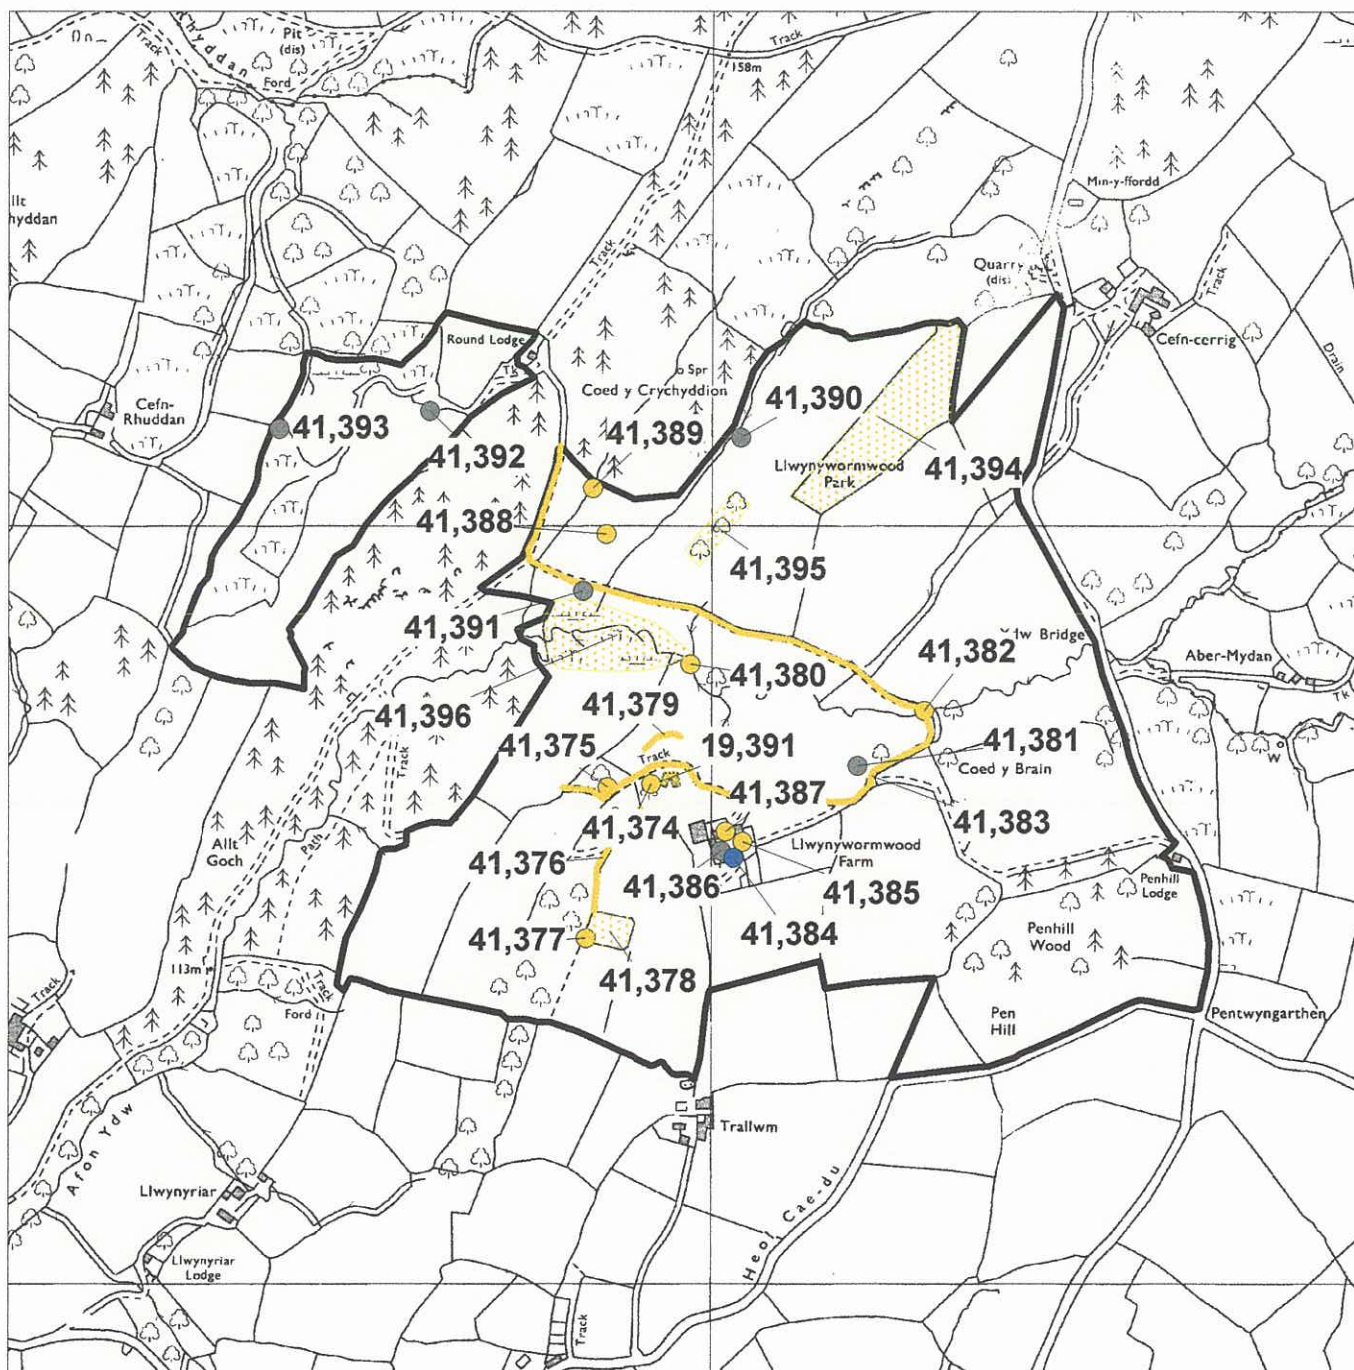 Track
Pit
(dis)
Ford
Track
158m
Min-y-ffordd
Quarry
Track
Cefn-cerrig
Drain
Round Lodge
Tk
Track
Spr
Coed y Crychyddion
Cefn-
Rhuddan
41,393
41,392
41,389
41,390
Llwynywormwood
Park
41,394
41,388
41,395
41,391
41,380
41,382
Bridge
Aber-Mydan
Tk
W
41,396
41,379
41,375
19,391
Track
41,381
Coed y Brain
Track
41,387
41,374
41,383
Allt
Goch
Path
41,376
Llwynywormwood
Farm
41,386
41,385
Penhill
Lodge
41,377
41,384
41,378
Penhill
Wood
113m
Track
Ford
Track
Pen
Hill
Pentwyngarthen
Trallwm
Afon Ydw
Llwynyriar
Heol Cae-du
Llwynyriar
Lodge
Track